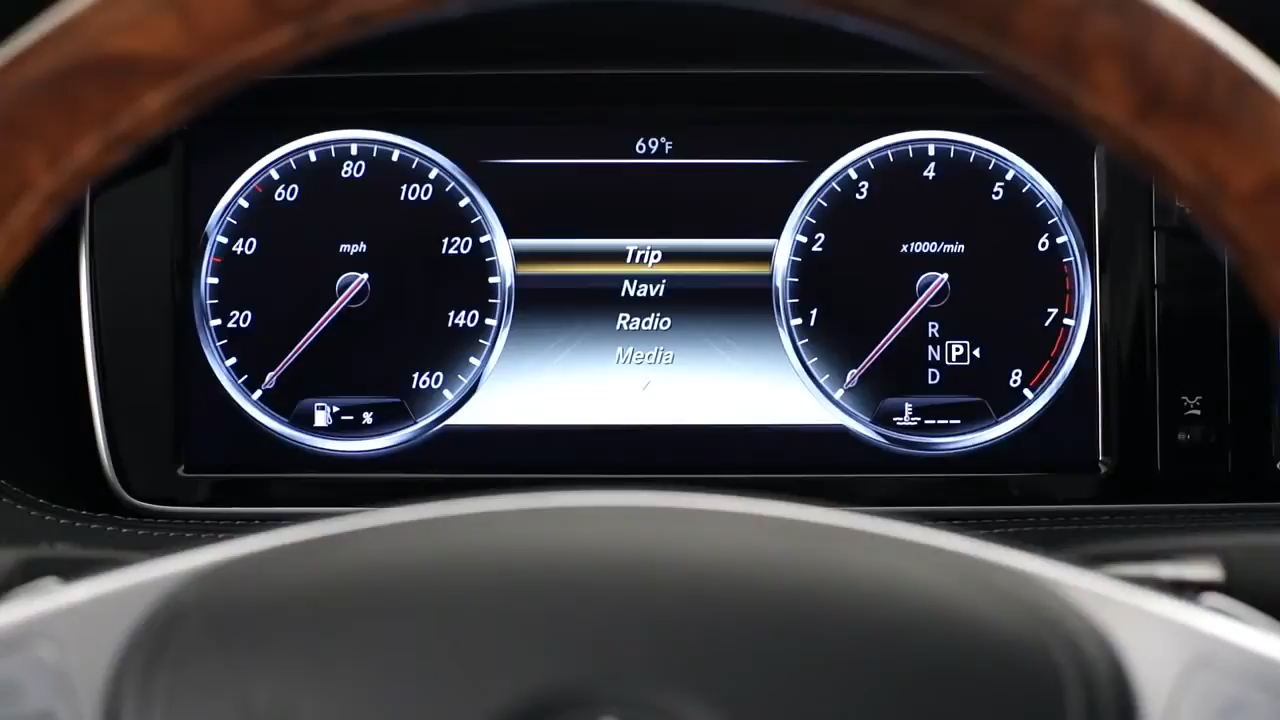 69°F
80
60
100
40
120
mph
20
140
160
– %
Trip
Navi
Radio
Media
4
3
5
2
6
x1000/min
1
7
8
R
N P
D
_ _ _